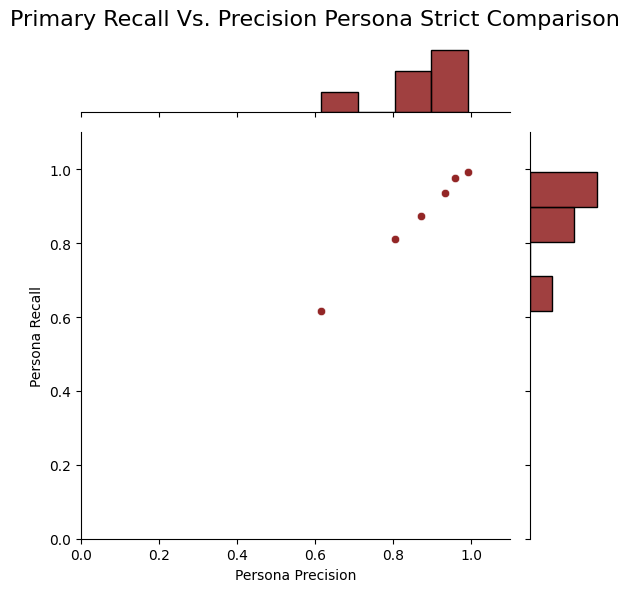 Primary Recall Vs. Precision Persona Strict Comparison
1.0
0.8
0.6
0.4
0.2
0.0
Persona Recall
0.0 0.2 0.4 0.6 0.8 1.0
Persona Precision